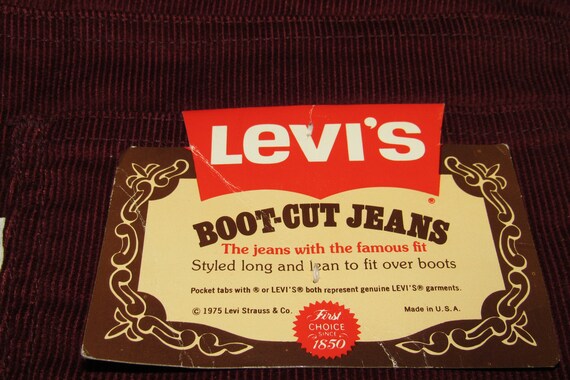 Levi's
®
BOOT-CUT JEANS
The jeans with the famous fit
Styled long and lean to fit over boots
Pocket tabs with ® or LEVI'S® both represent genuine LEVI'S® garments.
© 1975 Levi Strauss & Co.
First
CHOICE
SINCE
1850
Made in U.S.A.